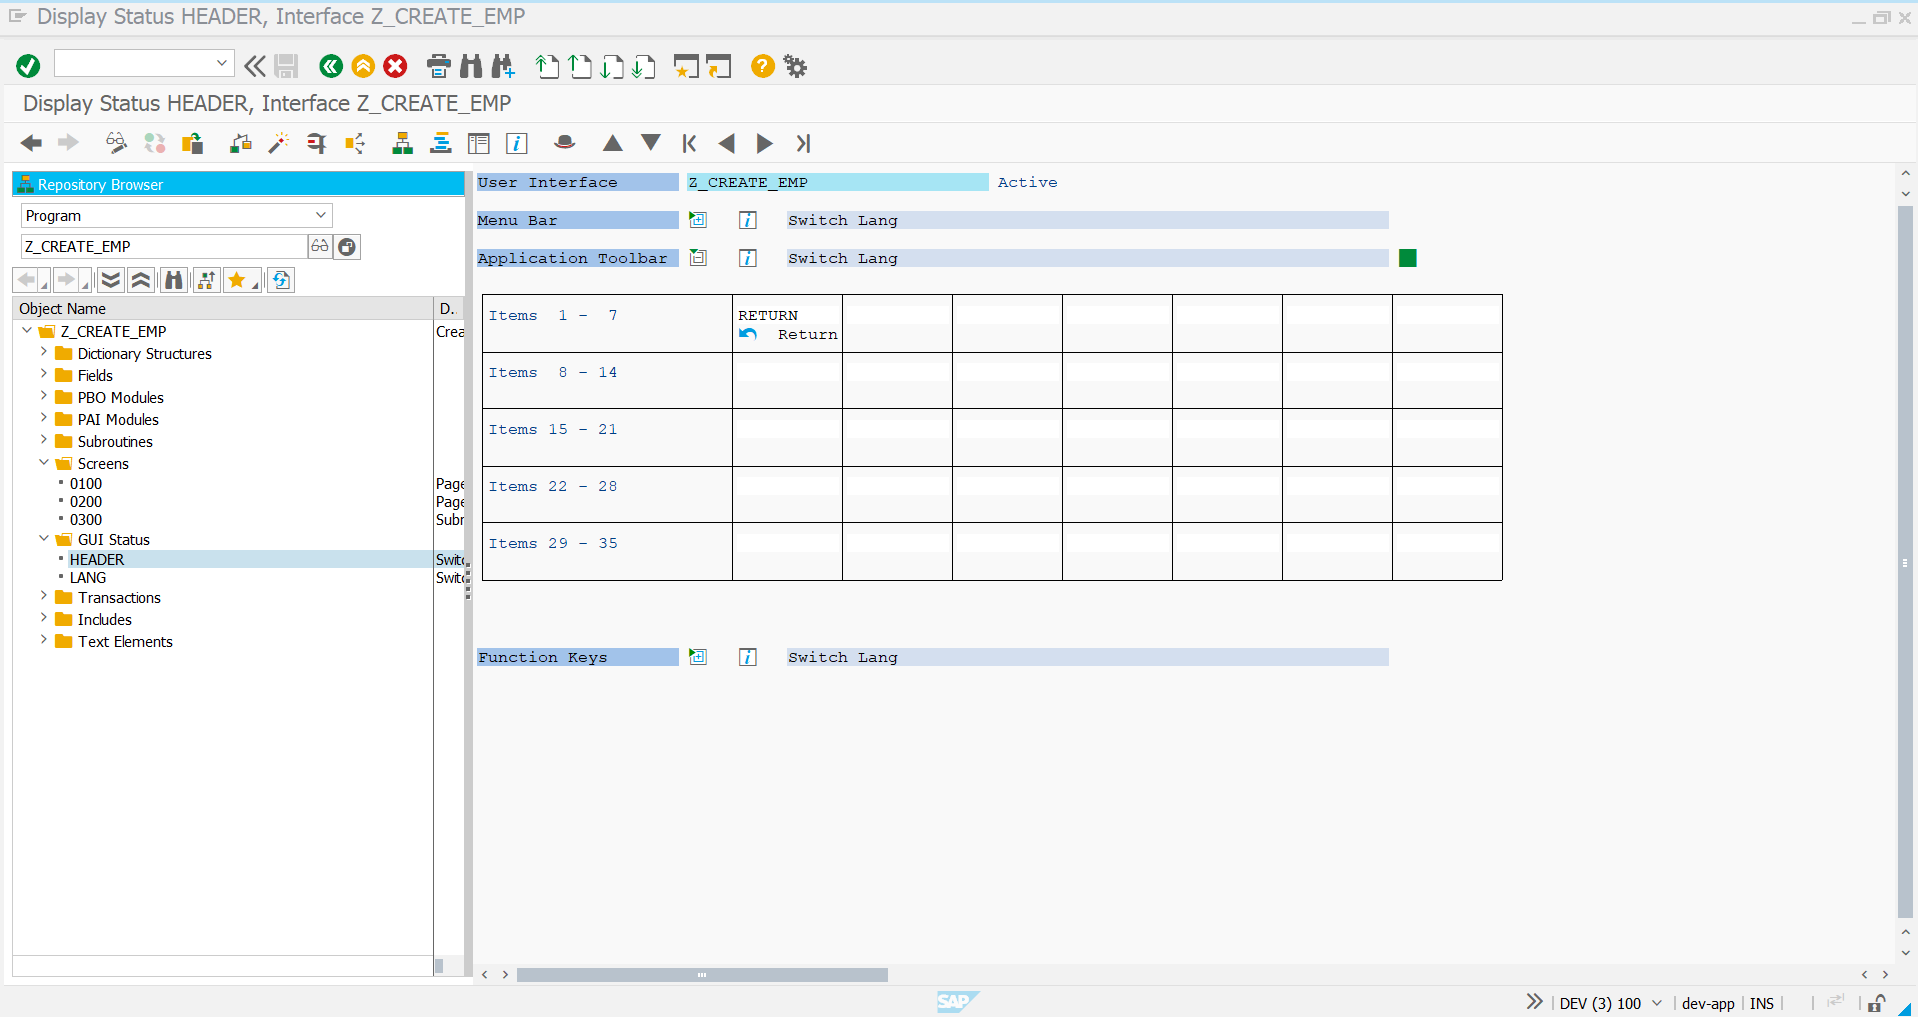 Display Status HEADER, Interface Z_CREATE_EMP
Display Status HEADER, Interface Z_CREATE_EMP
Repository Browser
Program
Z_CREATE_EMP
Object Name D..
Z_CREATE_EMP Crea
Dictionary Structures
Fields
PBO Modules
PAI Modules
Subroutines
Screens
0100 Page
0200 Page
0300 Subr
GUI Status
HEADER Switc
LANG Switc
Transactions
Includes
Text Elements
User Interface Z_CREATE_EMP Active
Menu Bar Switch Lang
Application Toolbar Switch Lang
Items 1 - 7 RETURN
Return
Items 8 - 14
Items 15 - 21
Items 22 - 28
Items 29 - 35
Function Keys Switch Lang
SAP
DEV (3) 100 dev-app INS